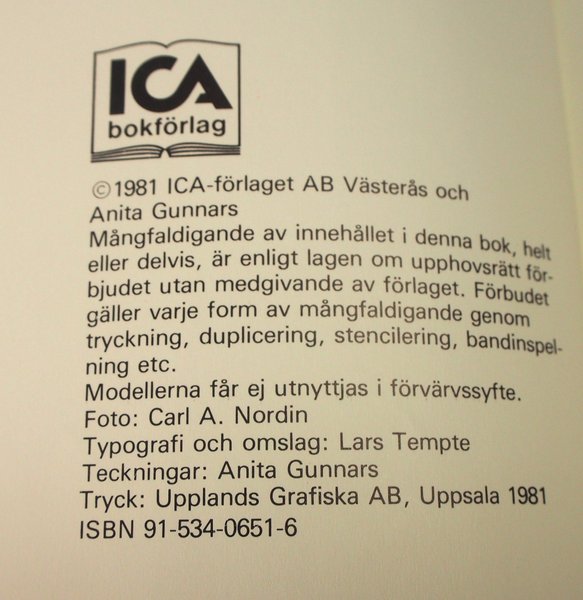 ICA
bokförlag
©1981 ICA-förlaget AB Västerås och
Anita Gunnars
Mångfaldigande av innehållet i denna bok, helt
eller delvis, är enligt lagen om upphovsrätt för-
bjudet utan medgivande av förlaget. Förbudet
gäller varje form av mångfaldigande genom
tryckning, duplicering, stencilering, bandinspel-
ning etc.
Modellerna får ej utnyttjas i förvärvssyfte.
Foto: Carl A. Nordin
Typografi och omslag: Lars Tempte
Teckningar: Anita Gunnars
Tryck: Upplands Grafiska AB, Uppsala 1981
ISBN 91-534-0651-6